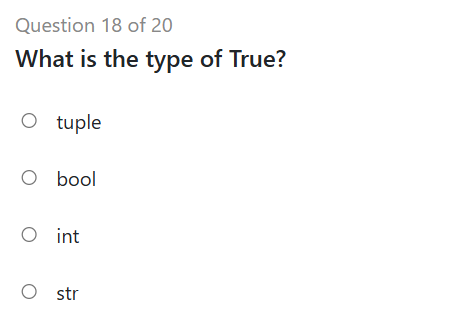 Question 18 of 20
What is the type of True?
tuple
bool
int
str